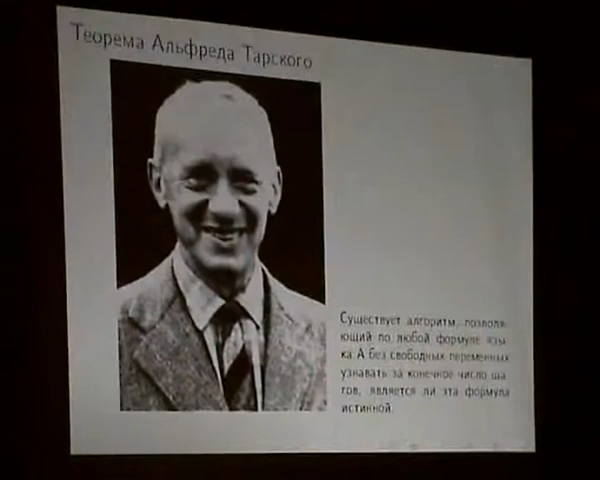 Теорема Альфреда Тарского
Существует алгоритм, позволя-
ющий по любой формуле язы-
ка A без свободных переменных
узнавать за конечное число ша-
гов, является ли эта формула
истинной.